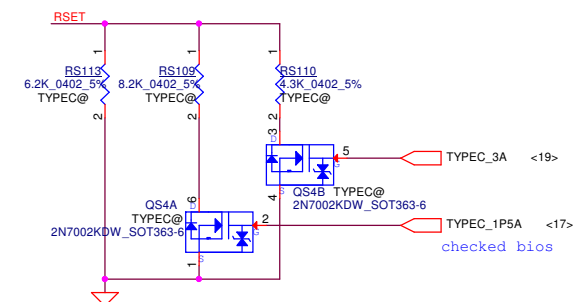 RSET
1 1 1
RS113 RS109 RS110
6.2K_0402_5% 8.2K_0402_5% 4.3K_0402_5%
TYPEC@ TYPEC@ TYPEC@
2 2 2
3
D
5 TYPEC_3A <19>
G
S
4 QS4B TYPEC@
2N7002KDW_SOT363-6
6
D
QS4A
TYPEC@
2N7002KDW_SOT363-6
2 TYPEC_1P5A <17>
G
checked bios
S
1